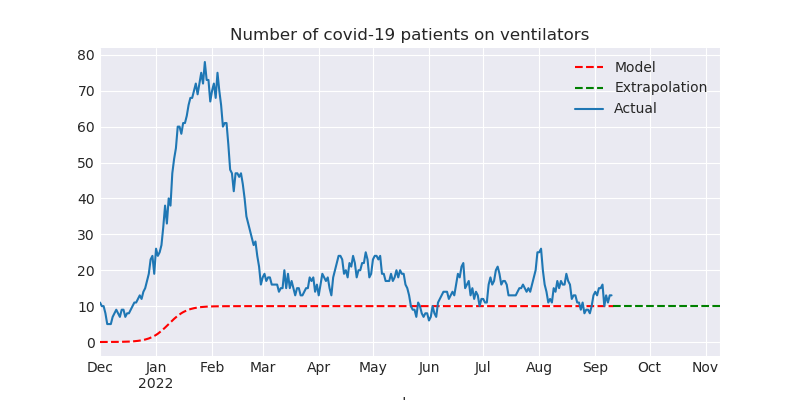 Number of covid-19 patients on ventilators
Model
Extrapolation
Actual
80
70
60
50
40
30
20
10
0
Dec Jan Feb Mar Apr May Jun Jul Aug Sep Oct Nov
2022